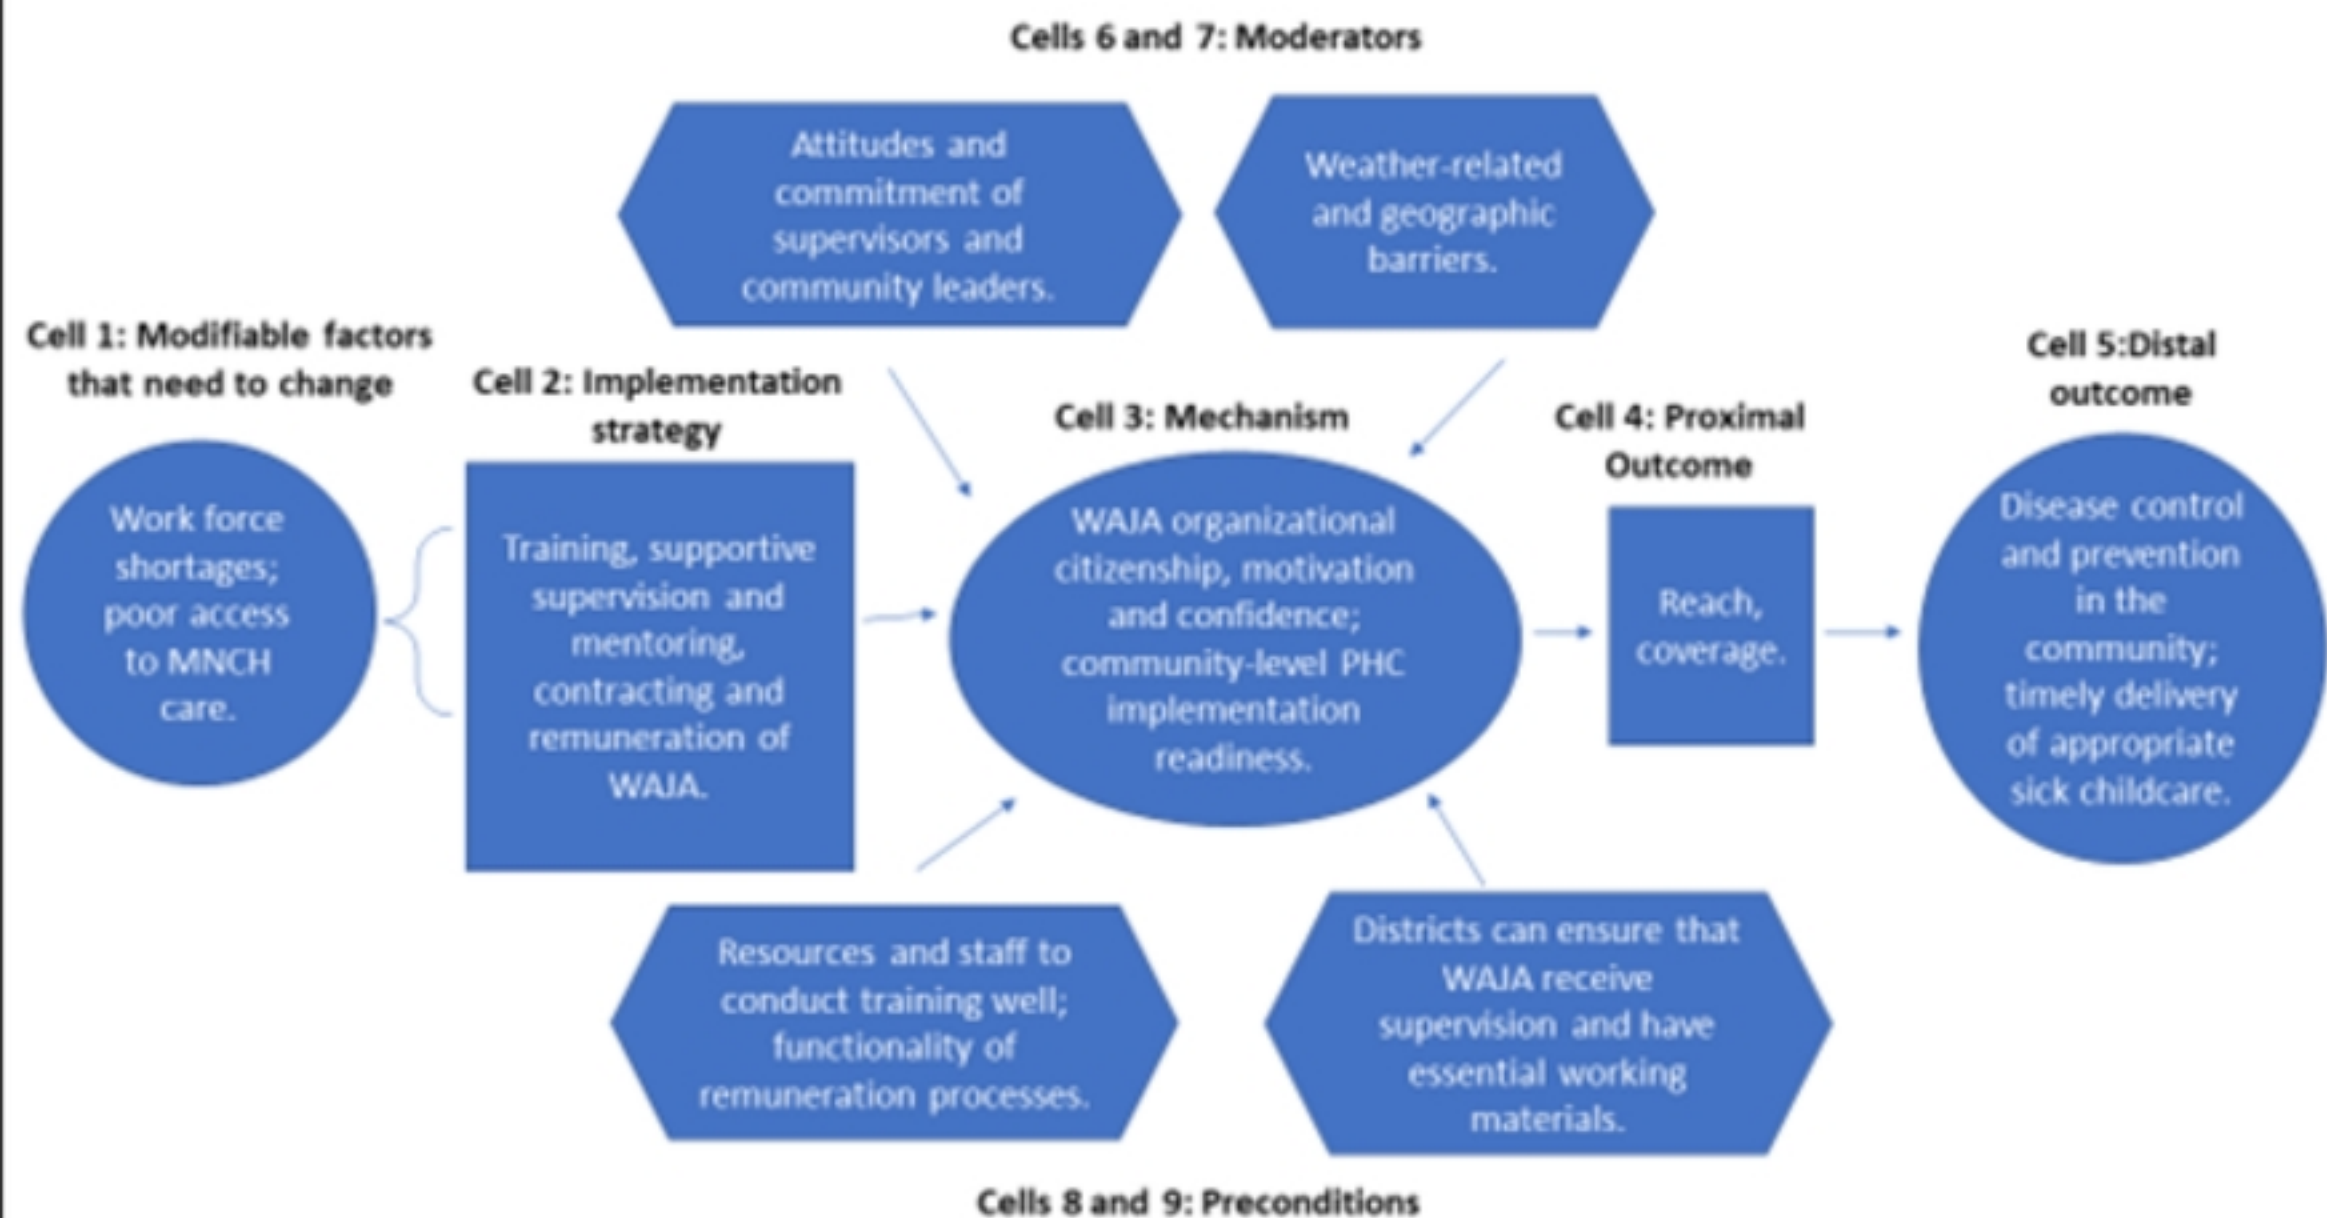 Cells 6 and 7: Moderators
Attitudes and
commitment of
supervisors and
community leaders.
Weather-related
and geographic
barriers.
Cell 1: Modifiable factors
that need to change
Work force
shortages;
poor access
to MNCH
care.
Cell 2: Implementation
strategy
Training, supportive
supervision and
mentoring,
contracting and
remuneration of
WAJA.
Cell 3: Mechanism
WAJA organizational
citizenship, motivation
and confidence;
community-level PHC
implementation
readiness.
Cell 4: Proximal
Outcome
Reach,
coverage.
Cell 5:Distal
outcome
Disease control
and prevention
in the
community;
timely delivery
of appropriate
sick childcare.
Resources and staff to
conduct training well;
functionality of
remuneration processes.
Districts can ensure that
WAJA receive
supervision and have
essential working
materials.
Cells 8 and 9: Preconditions